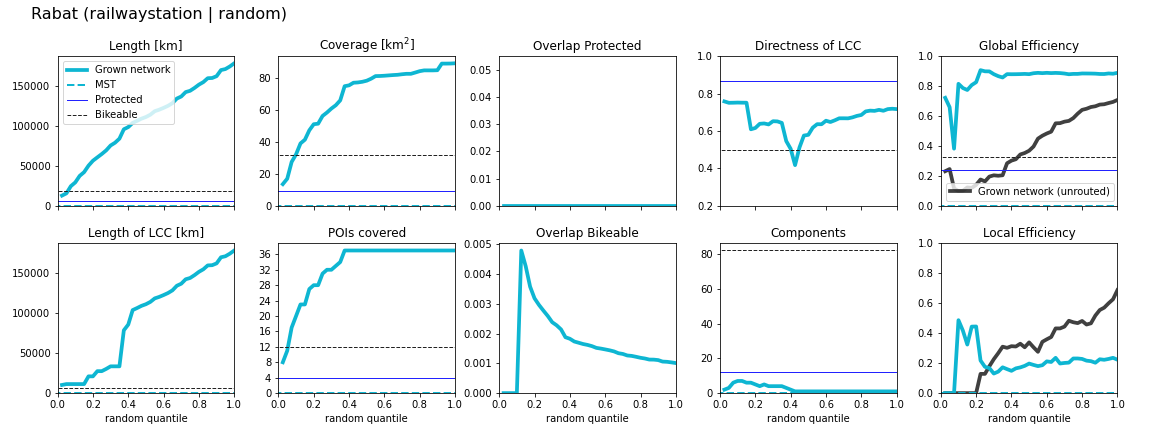 Rabat (railwaystation | random)
Length [km]
Coverage [km²]
Overlap Protected
Directness of LCC
Global Efficiency
Grown network
MST
Protected
Bikeable
150000
100000
50000
0
80
60
40
20
0
0.05
0.04
0.03
0.02
0.01
0.00
1.0
0.8
0.6
0.4
0.2
1.0
0.8
0.6
0.4
0.2
0.0
Grown network (unrouted)
Length of LCC [km]
POIs covered
Overlap Bikeable
Components
Local Efficiency
150000
100000
50000
0
36
32
28
24
20
16
12
8
4
0
0.005
0.004
0.003
0.002
0.001
0.000
80
60
40
20
0
1.0
0.8
0.6
0.4
0.2
0.0
0.0 0.2 0.4 0.6 0.8 1.0
0.0 0.2 0.4 0.6 0.8 1.0
0.0 0.2 0.4 0.6 0.8 1.0
0.0 0.2 0.4 0.6 0.8 1.0
0.0 0.2 0.4 0.6 0.8 1.0
random quantile
random quantile
random quantile
random quantile
random quantile